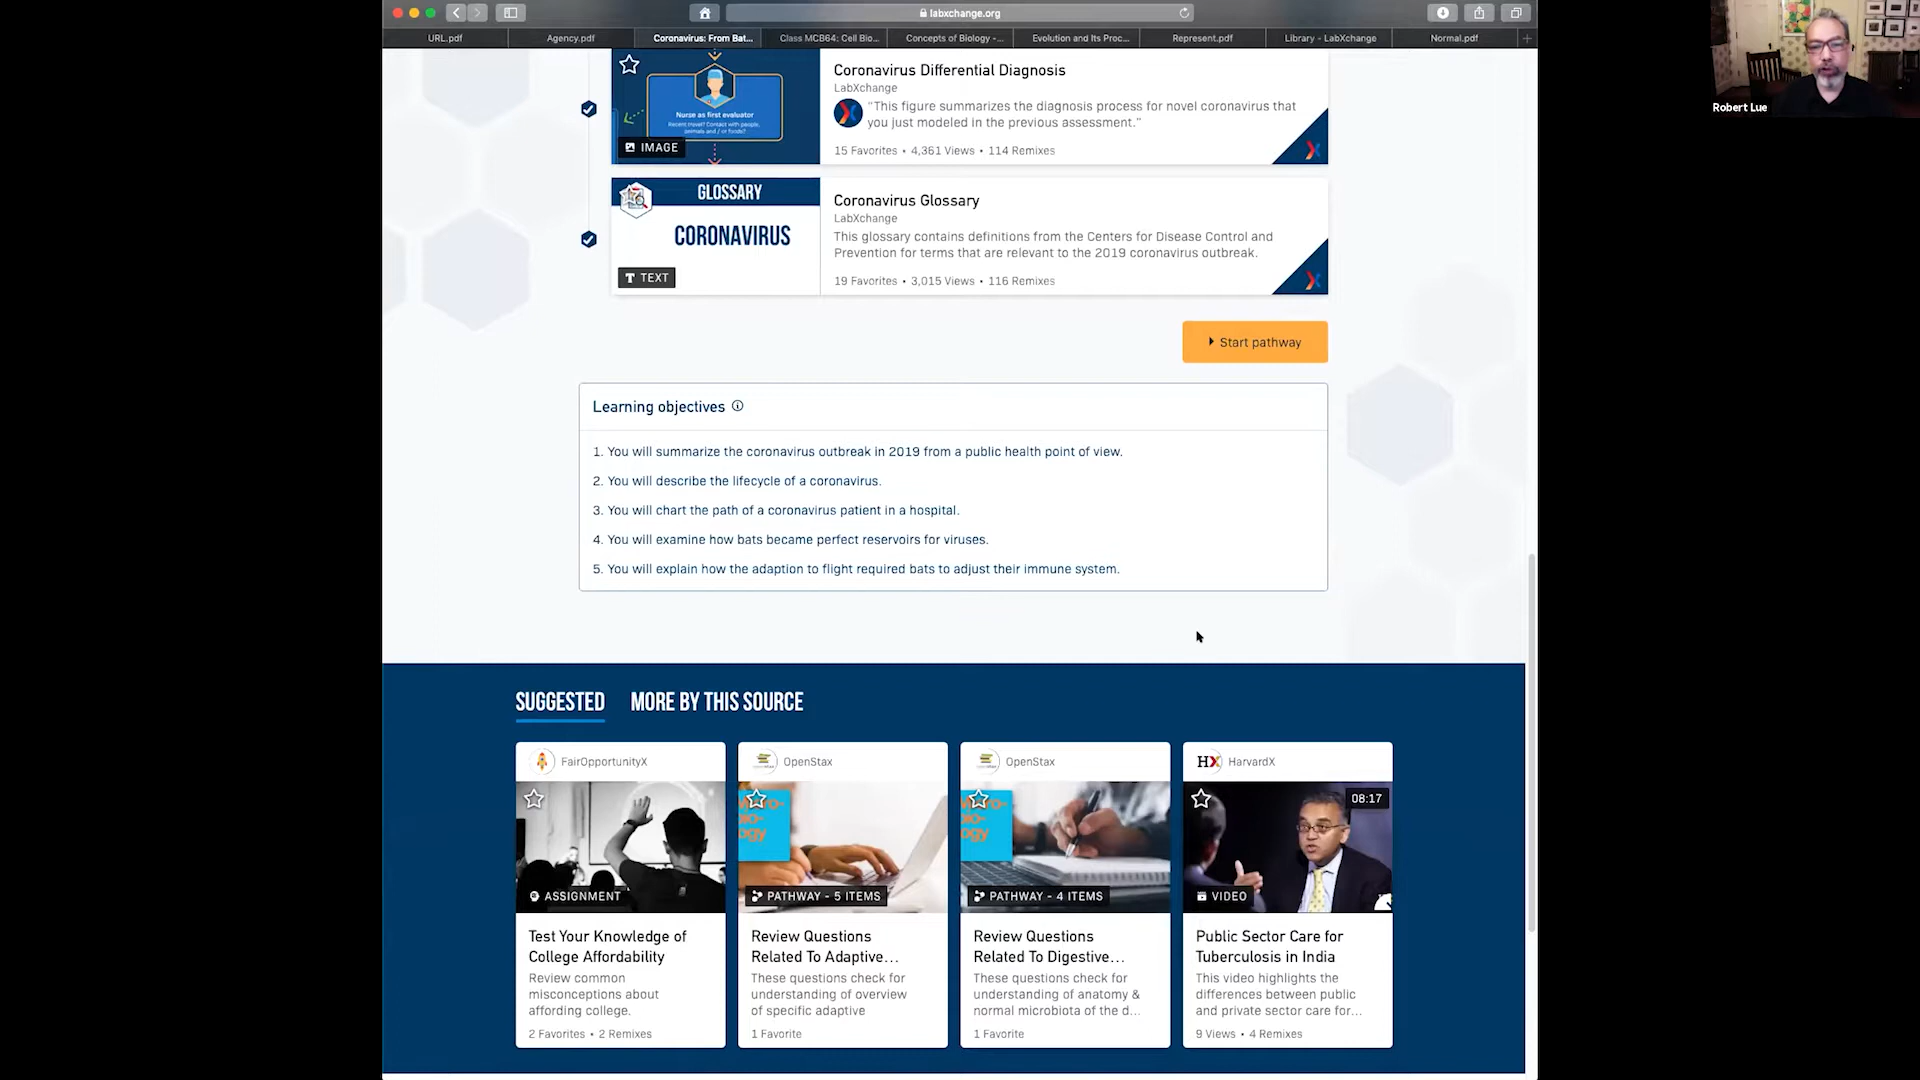 labxchange.org
URL.pdf
Agency.pdf
Coronavirus: From Bat...
Class MCB64: Cell Bio...
Concepts of Biology -...
Evolution and Its Proc...
Represent.pdf
Library - LabXchange
Normal.pdf
Robert Lue
Nurse as first evaluator
Recent travel? Contact with people,
animals and / or foods?
IMAGE
Coronavirus Differential Diagnosis
LabXchange
"This figure summarizes the diagnosis process for novel coronavirus that
you just modeled in the previous assessment."
15 Favorites • 4,361 Views • 114 Remixes
GLOSSARY
CORONAVIRUS
TEXT
Coronavirus Glossary
LabXchange
This glossary contains definitions from the Centers for Disease Control and
Prevention for terms that are relevant to the 2019 coronavirus outbreak.
19 Favorites • 3,015 Views • 116 Remixes
Start pathway
Learning objectives
1. You will summarize the coronavirus outbreak in 2019 from a public health point of view.
2. You will describe the lifecycle of a coronavirus.
3. You will chart the path of a coronavirus patient in a hospital.
4. You will examine how bats became perfect reservoirs for viruses.
5. You will explain how the adaption to flight required bats to adjust their immune system.
SUGGESTED
MORE BY THIS SOURCE
FairOpportunityX
ASSIGNMENT
Test Your Knowledge of
College Affordability
Review common
misconceptions about
affording college.
2 Favorites • 2 Remixes
OpenStax
PATHWAY - 5 ITEMS
Review Questions
Related To Adaptive...
These questions check for
understanding of overview
of specific adaptive
1 Favorite
OpenStax
PATHWAY - 4 ITEMS
Review Questions
Related To Digestive...
These questions check for
understanding of anatomy &
normal microbiota of the d...
1 Favorite
HX HarvardX
08:17
VIDEO
Public Sector Care for
Tuberculosis in India
This video highlights the
differences between public
and private sector care for...
9 Views • 4 Remixes